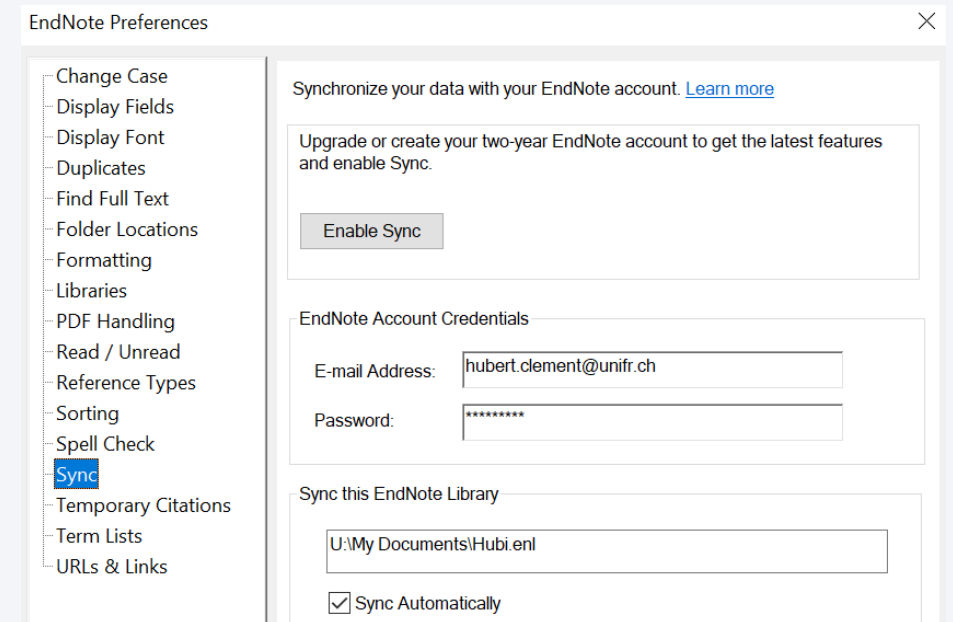 EndNote Preferences
Change Case
Display Fields
Display Font
Duplicates
Find Full Text
Folder Locations
Formatting
Libraries
PDF Handling
Read / Unread
Reference Types
Sorting
Spell Check
Sync
Temporary Citations
Term Lists
URLs & Links
Synchronize your data with your EndNote account. Learn more
Upgrade or create your two-year EndNote account to get the latest features
and enable Sync.
Enable Sync
EndNote Account Credentials
E-mail Address: hubert.clement@unifr.ch
Password: *********
Sync this EndNote Library
U:\My Documents\Hubi.enl
Sync Automatically